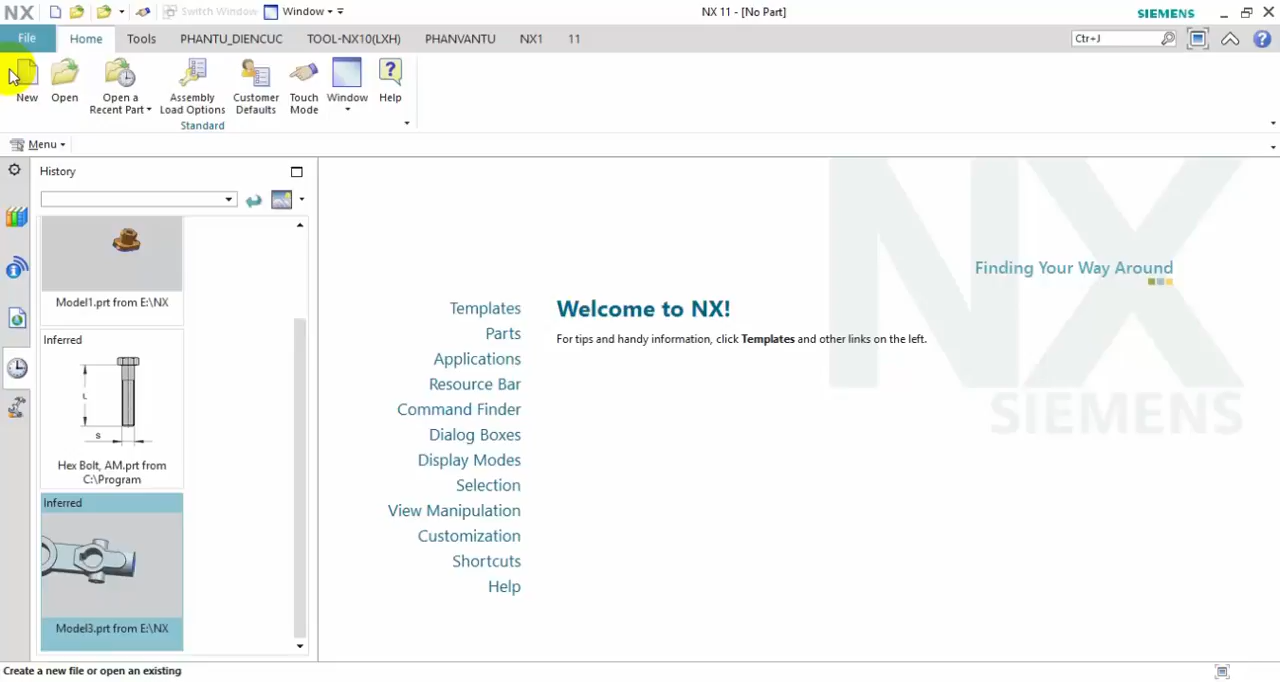 NX
Switch Window
Window
NX 11 - [No Part]
SIEMENS
File
Home
Tools
PHANTU_DIENCUC
TOOL-NX10(LXH)
PHANVANTU
NX1
11
Ctr+J
New
Open
Open a
Recent Part
Assembly
Load Options
Customer
Defaults
Touch
Mode
Window
Help
Standard
Menu
History
Model1.prt from E:\NX
Inferred
L
S
Hex Bolt, AM.prt from
C:\Program
Inferred
Model3.prt from E:\NX
NX
SIEMENS
Finding Your Way Around
Templates
Parts
Applications
Resource Bar
Command Finder
Dialog Boxes
Display Modes
Selection
View Manipulation
Customization
Shortcuts
Help
Welcome to NX!
For tips and handy information, click Templates and other links on the left.
Create a new file or open an existing